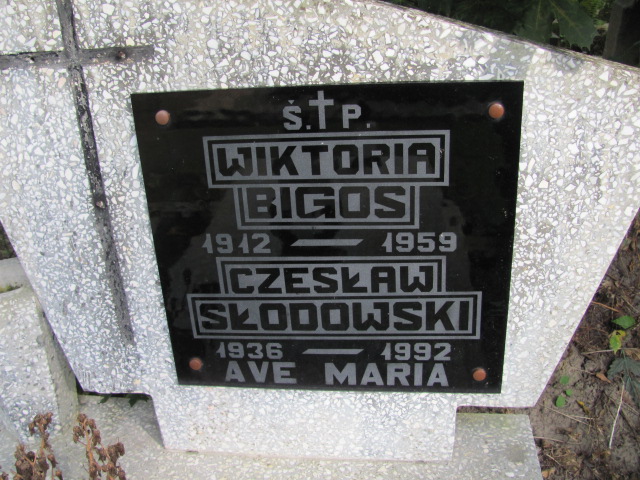 Ś.†P.
WIKTORIA
BIGOS
1912 — 1959
CZESŁAW
SŁODOWSKI
1936 — 1992
AVE MARIA